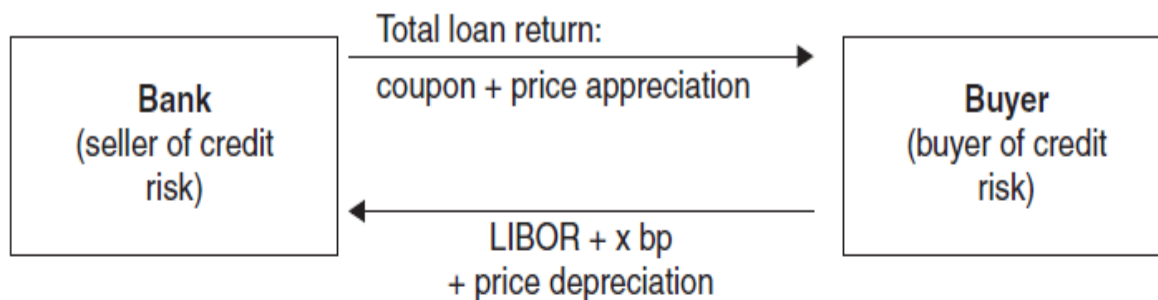 Bank
(seller of credit
risk)
Total loan return:
coupon + price appreciation
LIBOR + x bp
+ price depreciation
Buyer
(buyer of credit
risk)